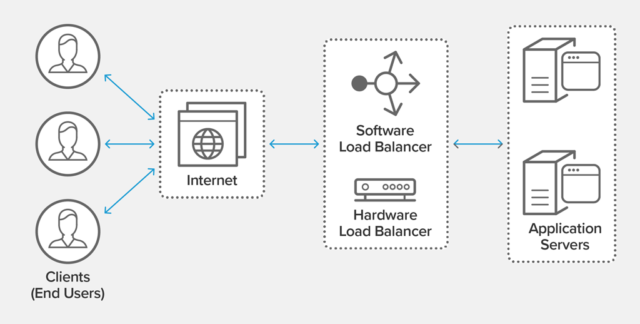 Clients
(End Users)
Internet
Software
Load Balancer
Hardware
Load Balancer
Application
Servers